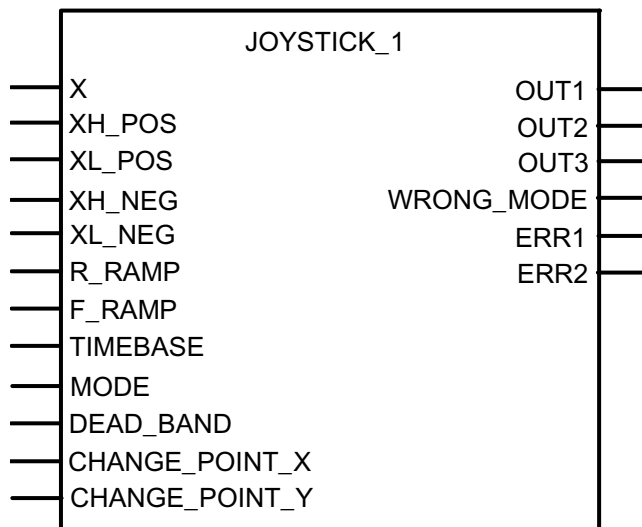 JOYSTICK_1
X
XH_POS
XL_POS
XH_NEG
XL_NEG
R_RAMP
F_RAMP
TIMEBASE
MODE
DEAD_BAND
CHANGE_POINT_X
CHANGE_POINT_Y
OUT1
OUT2
OUT3
WRONG_MODE
ERR1
ERR2